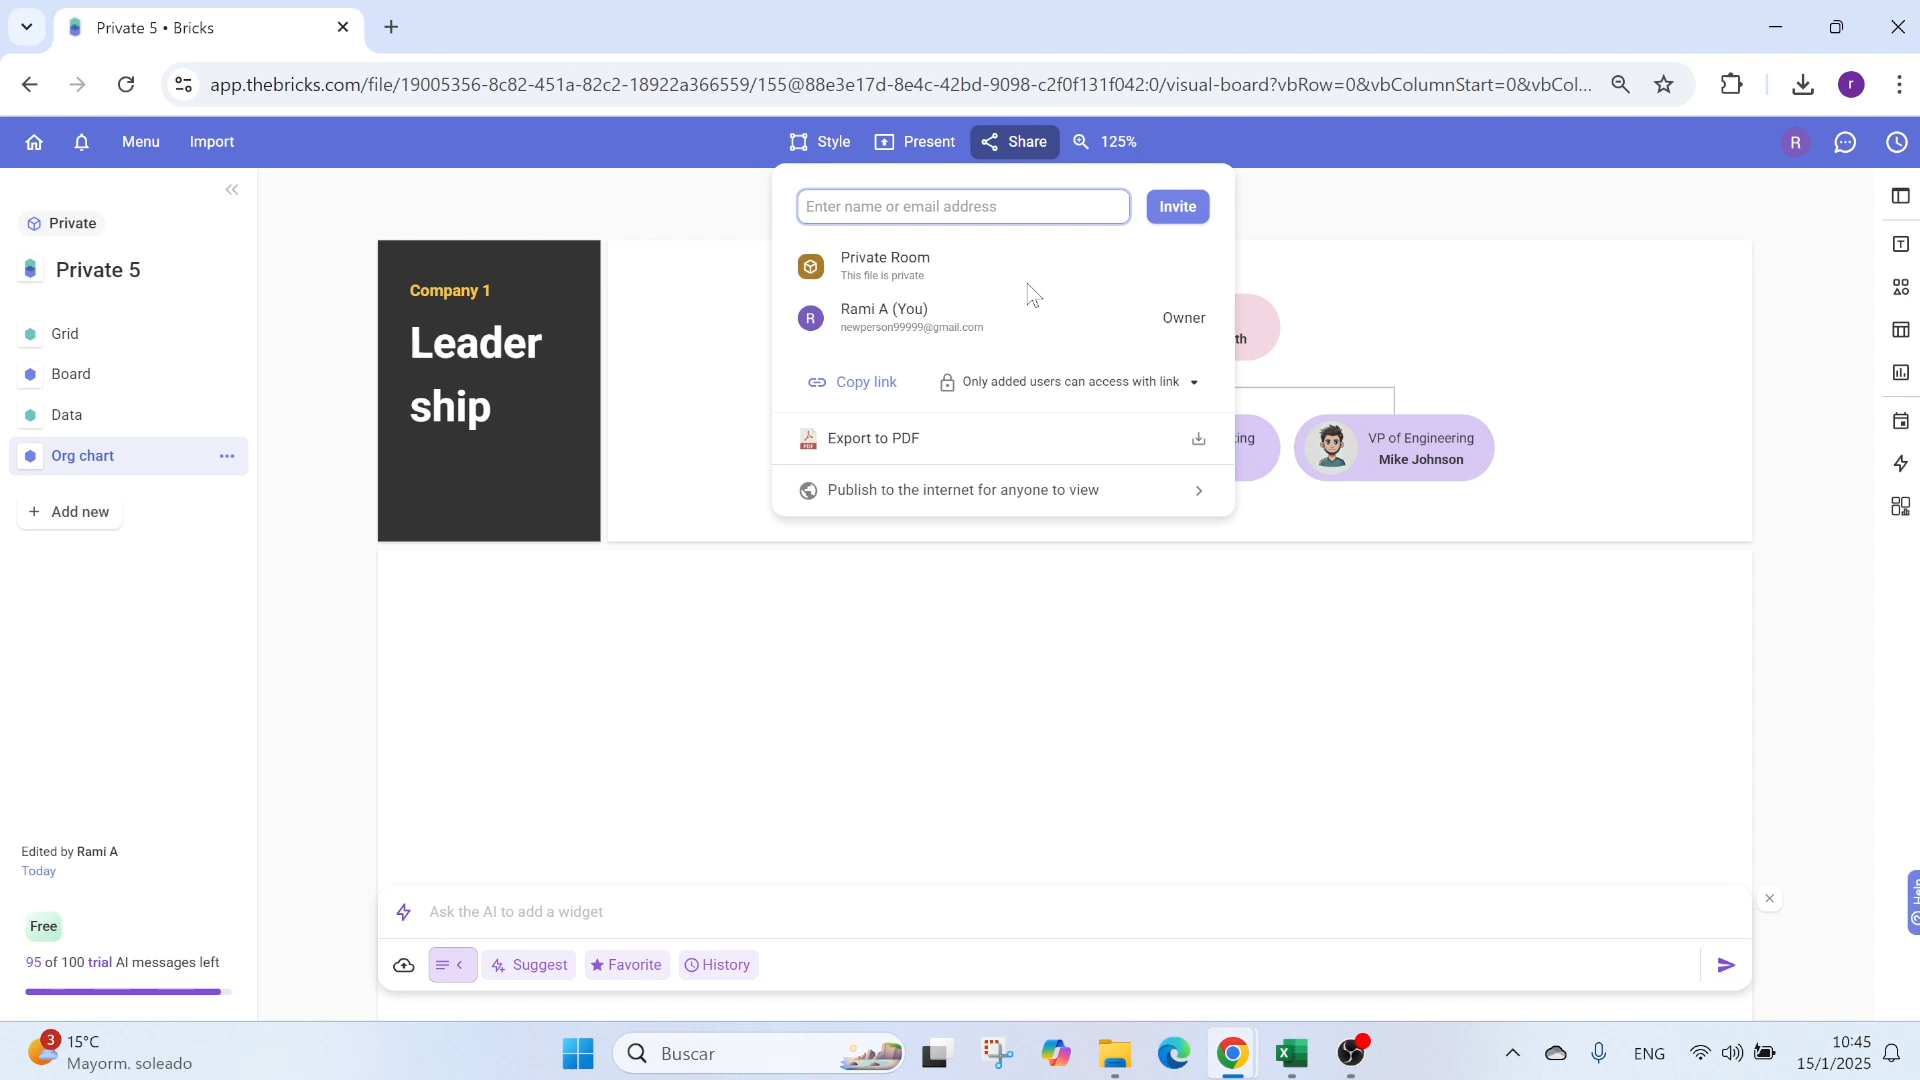 Private 5 • Bricks
app.thebricks.com/file/19005356-8c82-451a-82c2-18922a366559/155@88e3e17d-8e4c-42bd-9098-c2f0f131f042:0/visual-board?vbRow=0&vbColumnStart=0&vbCol...
r
Menu
Import
Style
Present
Share
125%
R
Private
Private 5
Grid
Board
Data
Org chart
Add new
Edited by Rami A
Today
Free
95 of 100 trial AI messages left
Company 1
Leader
ship
Enter name or email address
Invite
Private Room
This file is private
R
Rami A (You)
newperson99999@gmail.com
Owner
Copy link
Only added users can access with link
PDF
Export to PDF
Publish to the internet for anyone to view
th
ting
VP of Engineering
Mike Johnson
Ask the AI to add a widget
Suggest
Favorite
History
Help
3
15°C
Mayorm. soleado
Buscar
ENG
10:45
15/1/2025